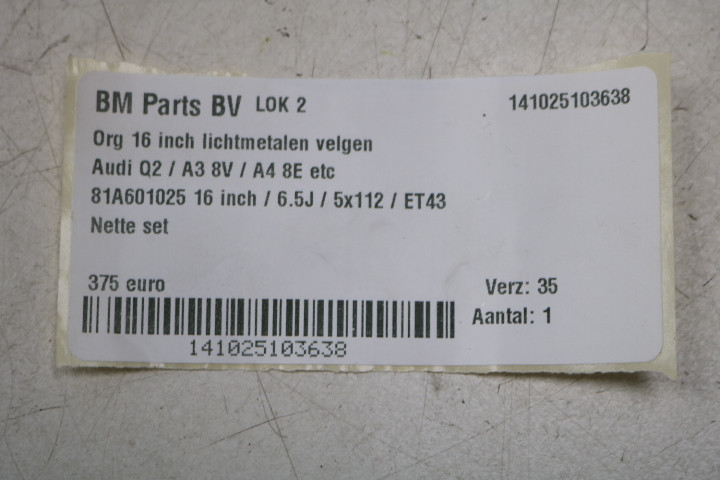 BM Parts BV LOK 2 141025103638
Org 16 inch lichtmetalen velgen
Audi Q2 / A3 8V / A4 8E etc
81A601025 16 inch / 6.5J / 5x112 / ET43
Nette set
375 euro Verz: 35
Aantal: 1
141025103638